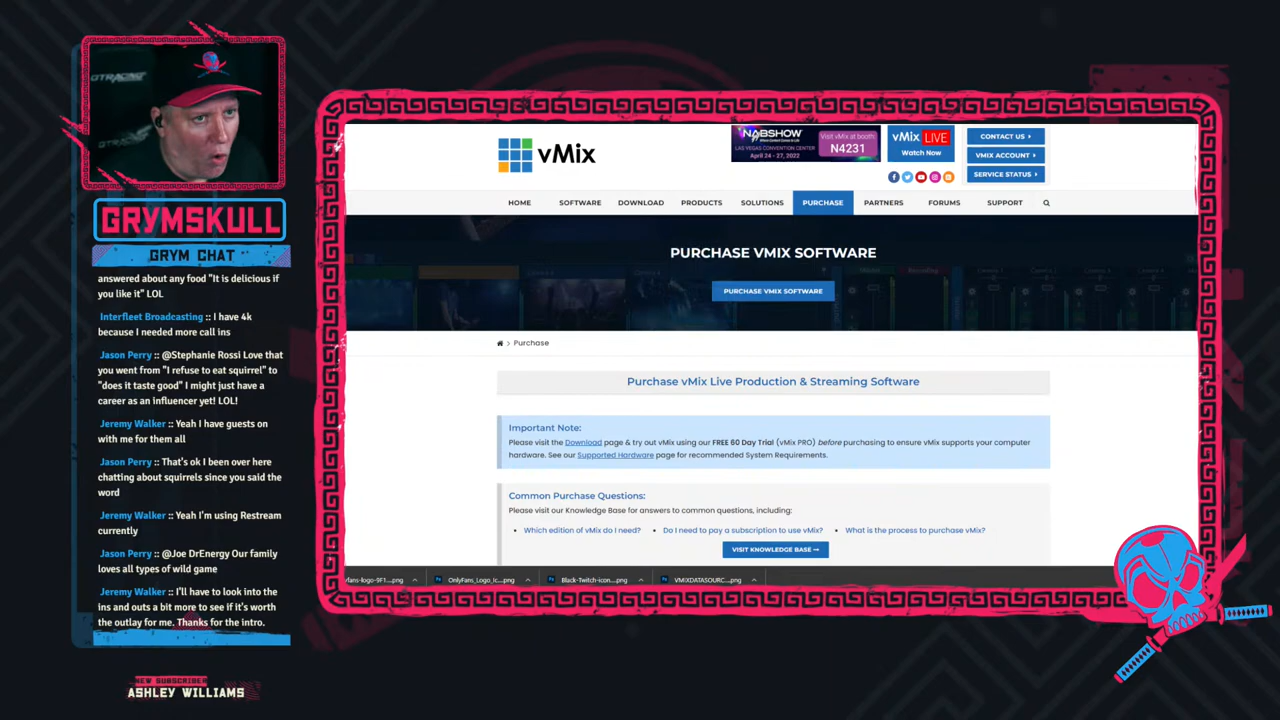 GTRACING
GRYMSKULL
GRYM CHAT
answered about any food "It is delicious if
you like it" LOL
Interfleet Broadcasting :: I have 4k
because I needed more call ins
Jason Perry :: @Stephanie Rossi Love that
you went from "I refuse to eat squirrel" to
"does it taste good" I might just have a
career as an influencer yet! LOL!
Jeremy Walker :: Yeah I have guests on
with me for them all
Jason Perry :: That's ok I been over here
chatting about squirrels since you said the
word
Jeremy Walker :: Yeah I'm using Restream
currently
Jason Perry :: @Joe DrEnergy Our family
loves all types of wild game
Jeremy Walker :: I'll have to look into the
ins and outs a bit more to see if it's worth
the outlay for me. Thanks for the intro.
NEW SUBSCRIBER
ASHLEY WILLIAMS
vMix
NABSHOW
LAS VEGAS CONVENTION CENTER
April 24 - 27, 2022
Visit vMix at booth:
N4231
vMix LIVE
Watch Now
CONTACT US
VMIX ACCOUNT
SERVICE STATUS
HOME SOFTWARE DOWNLOAD PRODUCTS SOLUTIONS PURCHASE PARTNERS FORUMS SUPPORT
PURCHASE VMIX SOFTWARE
PURCHASE VMIX SOFTWARE
> Purchase
Purchase vMix Live Production & Streaming Software
Important Note:
Please visit the Download page & try out vMix using our FREE 60 Day Trial (vMix PRO) before purchasing to ensure vMix supports your computer
hardware. See our Supported Hardware page for recommended System Requirements.
Common Purchase Questions:
Please visit our Knowledge Base for answers to common questions, including:
• Which edition of vMix do I need? • Do I need to pay a subscription to use vMix? • What is the process to purchase vMix?
VISIT KNOWLEDGE BASE →
fans-logo-9F1....png OnlyFans_Logo_Ic....png Black-Twitch-icon....png VMIXDATASOURC....png